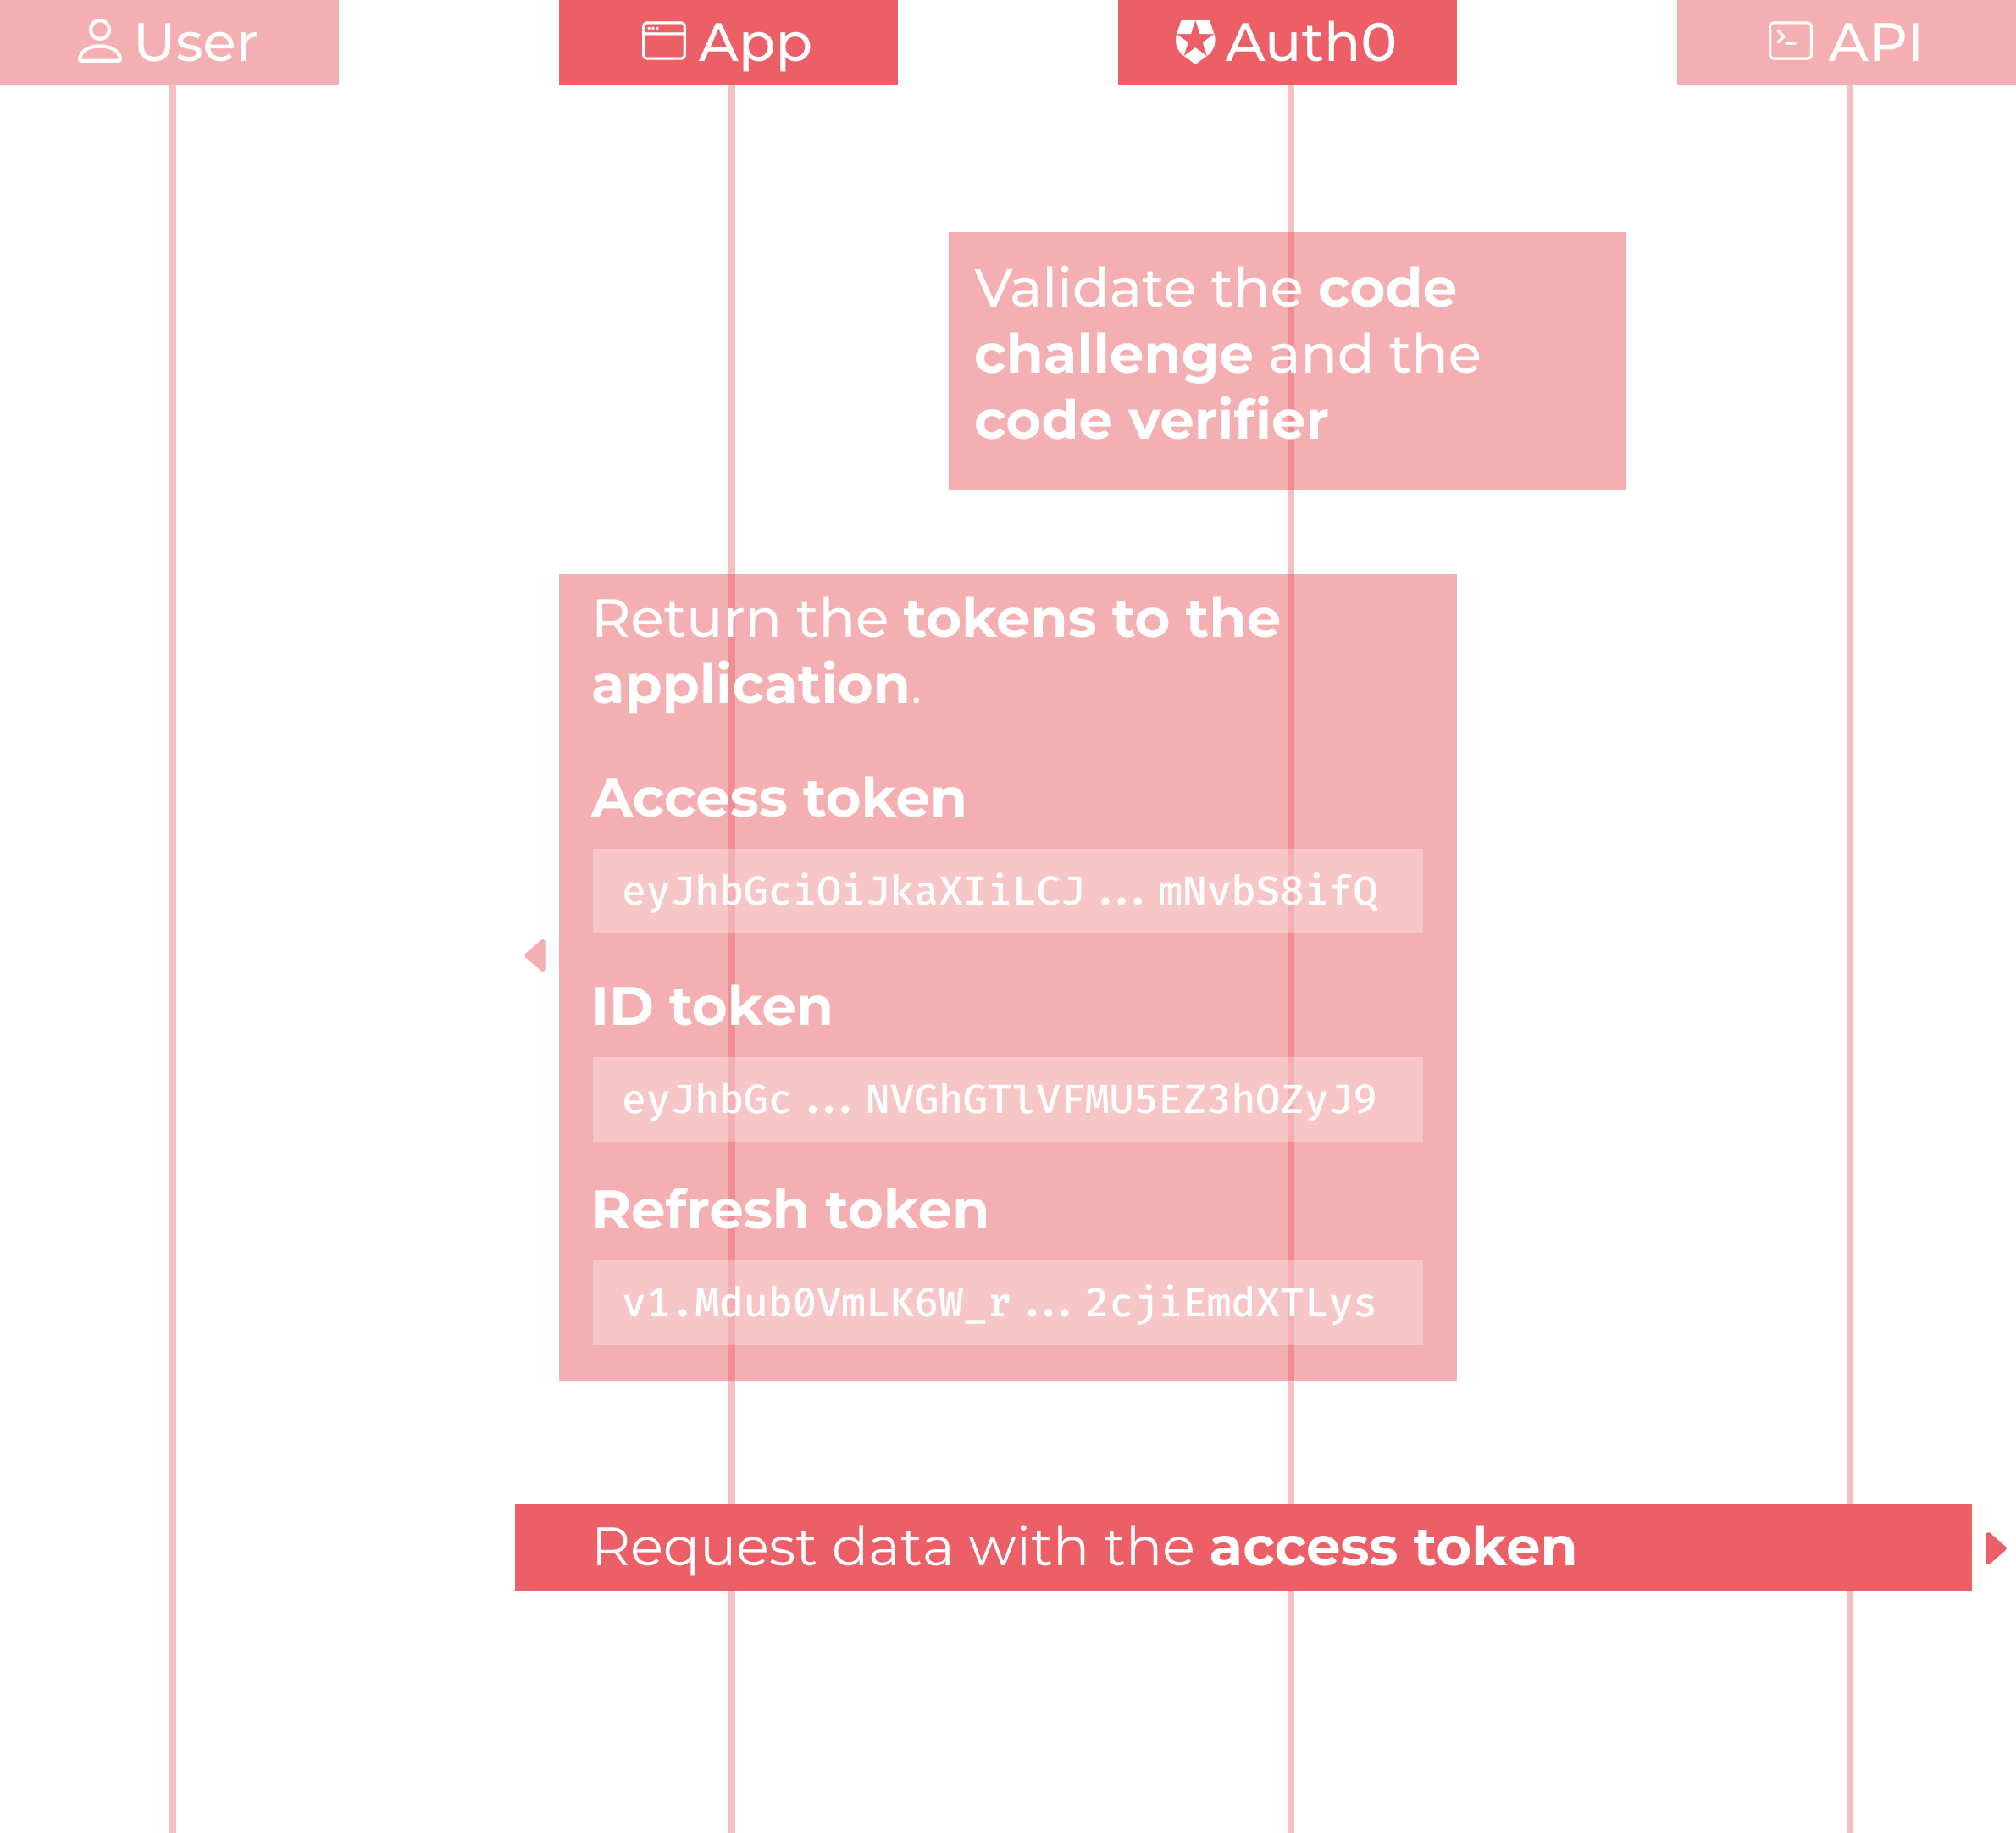 User
App
Auth0
API
Validate the code
challenge and the
code verifier
Return the tokens to the
application.
Access token
eyJhbGciOiJkaXIiLCJ...mNvbS8ifQ
ID token
eyJhbGc...NVGhGTlVFMU5EZ3hOZyJ9
Refresh token
v1.Mdub0VmLK6W_r...2cjiEmdXTLys
Request data with the access token